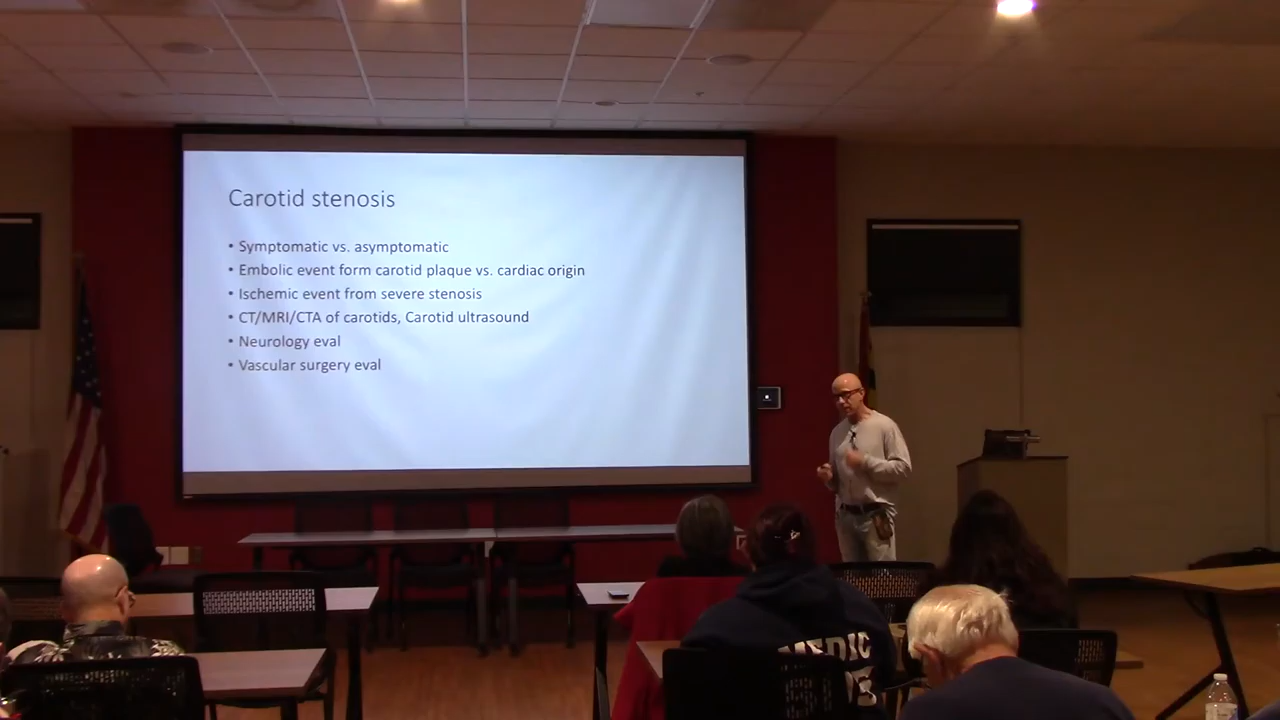 Carotid stenosis
• Symptomatic vs. asymptomatic
• Embolic event form carotid plaque vs. cardiac origin
• Ischemic event from severe stenosis
• CT/MRI/CTA of carotids, Carotid ultrasound
• Neurology eval
• Vascular surgery eval
MEDIC